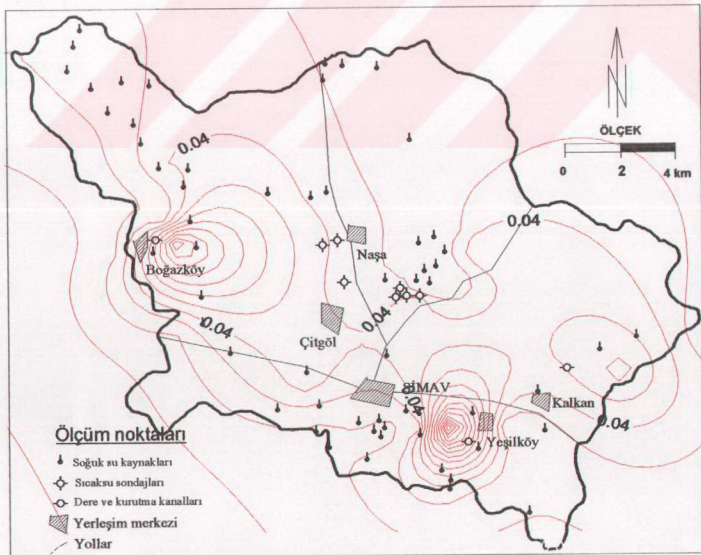 ÖLÇEK
0 2 4 km
0.04
0.04
Naşa
Boğazköy
0.04
Çitgöl
0.04
SİMAV
0.04
Kalkan
0.04
Yeşilköy
Ölçüm noktaları
Soğuk su kaynakları
Sıcaksu sondajları
Dere ve kurutma kanalları
Yerleşim merkezi
Yollar